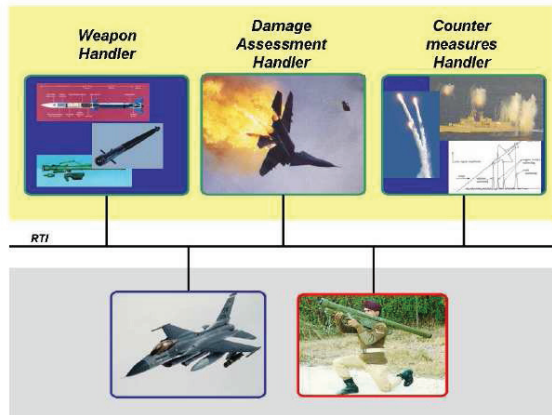 Weapon
Handler
Damage
Assessment
Handler
Counter
measures
Handler
RTI